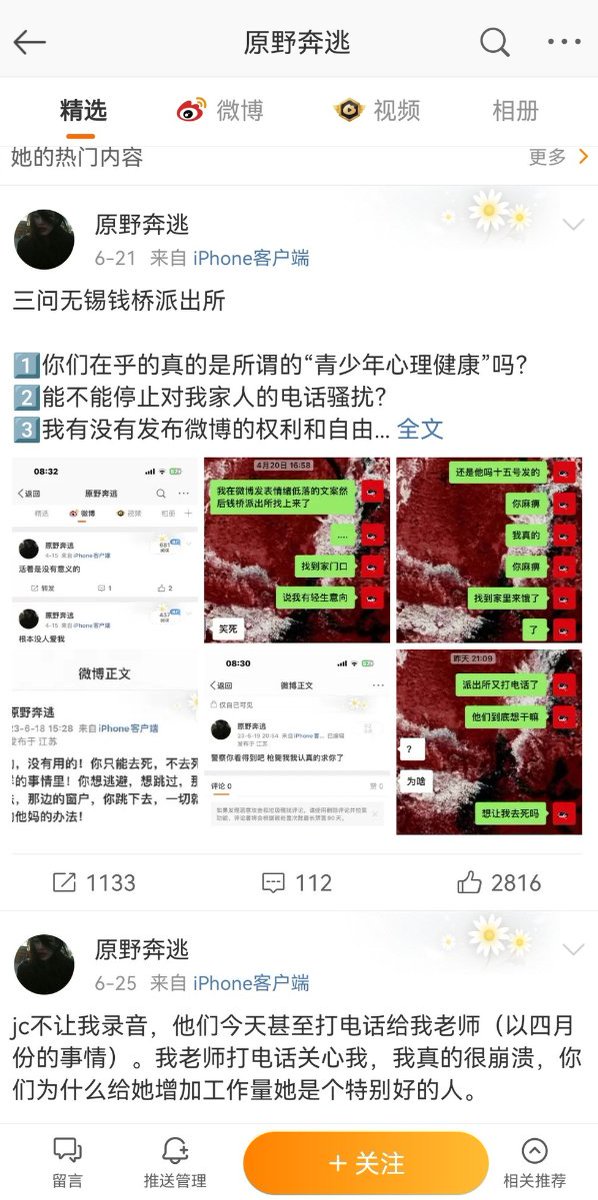 原野奔逃
精选 微博 视频 相册
她的热门内容 更多
原野奔逃
6-21 来自 iPhone客户端
三问无锡钱桥派出所
1你们在乎的真的是所谓的“青少年心理健康”吗?
2能不能停止对我家人的电话骚扰?
3我有没有发布微博的权利和自由... 全文
08:32
返回 原野奔逃
精选 微博 视频 相册
原野奔逃
4-15 来自iPhone客户端
活着是没有意义的
转发 1 2
原野奔逃
4-15 来自iPhone客户端
根本没人爱我
4月20日 16:58
我在微博发表情绪低落的文案然
后钱桥派出所找上来了
....
找到家门口
说我有轻生意向
笑死
还是他吗十五号发的
你麻痹
我真的
你麻痹
找到家里来饿了
了
微博正文
原野奔逃
23-6-18 15:28 来自iPhone客户端
发布于 江苏
,没有用的!你只能去死,不去死
的事情里!你想逃避,想跳过,那
,那边的窗户,你跳下去,一切就
的他妈的办法!
08:30
返回 微博正文
仅自己可见
原野奔逃
23-6-19 20:54 来自iPhone客... 已编辑
发布于 江苏
警察你看得到吧 枪毙我我认真的求你了
评论 0 赞 0
昨天 21:09
派出所又打电话了
他们到底想干嘛
?
为啥
想让我去死吗
1133 112 2816
原野奔逃
6-25 来自 iPhone客户端
jc不让我录音，他们今天甚至打电话给我老师（以四月
份的事情）。我老师打电话关心我，我真的很崩溃，你
们为什么给她增加工作量她是个特别好的人。
留言 推送管理 +关注 相关推荐